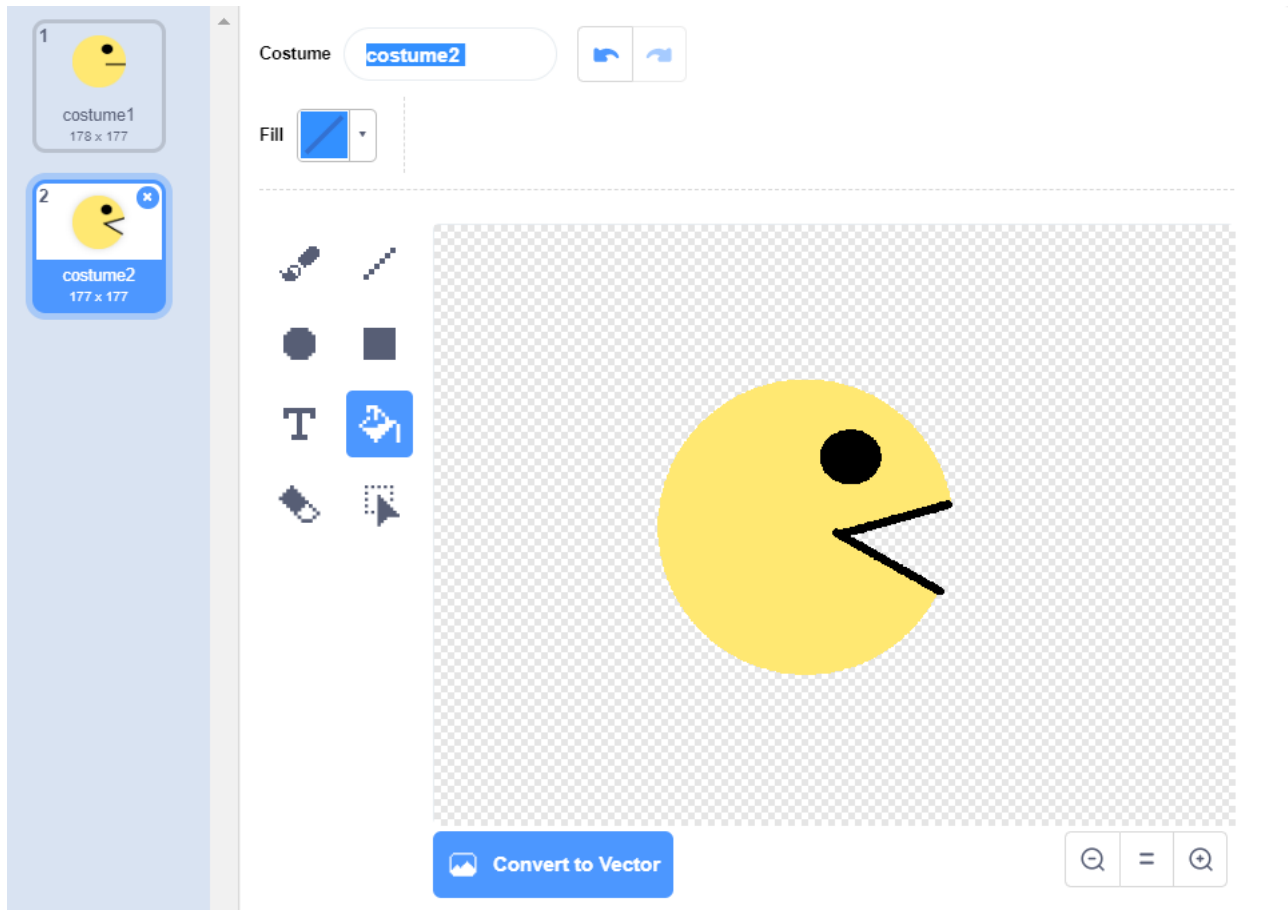 1
costume1
178 x 177
2
costume2
177 x 177
Costume costume2
Fill
T
Convert to Vector